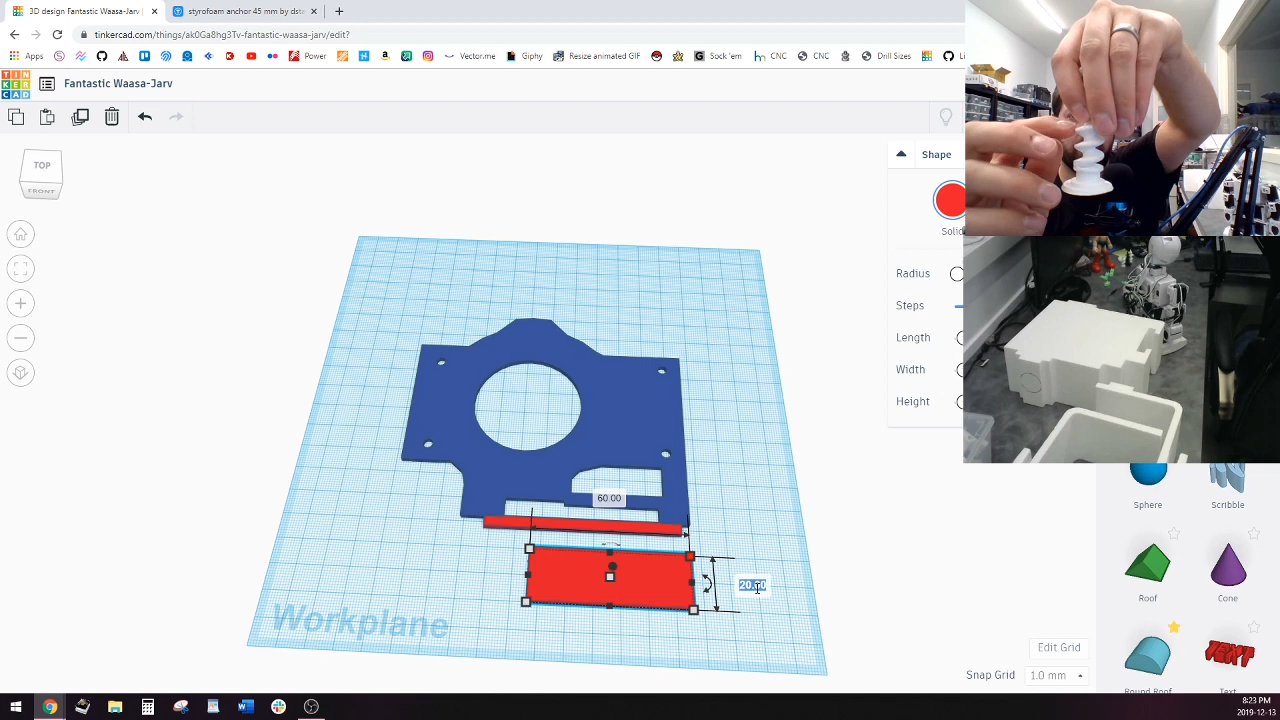 3D design Fantastic Waasa-Jarv
styrofoam anchor 45 mm by dst
tinkercad.com/things/ak0Ga8hg3Tv-fantastic-waasa-jarv/edit?
Apps
Power
Vector.me
Gigpby
Resize animated GIF
Sock 'em
CNC
CNC
Drill Sizes
TIN
KER
CAD
Fantastic Waasa-Jarv
Shape
TOP
FRONT
Solid
Radius
Steps
Length
Width
Height
60.00
20.00
Workplane
Sphere
Scribble
Roof
Cone
TEXT
Round Roof
Text
Edit Grid
Snap Grid
1.0 mm
8:23 PM
2019-12-13